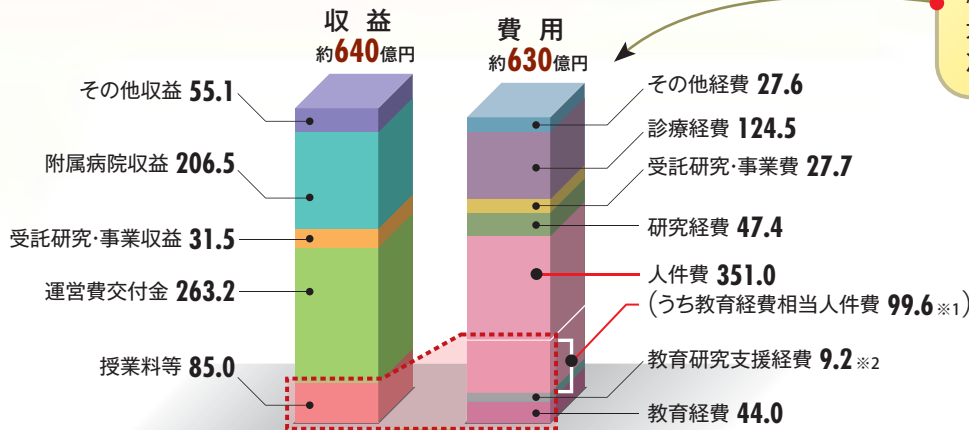 収益
約640億円
その他収益 55.1
附属病院収益 206.5
受託研究・事業収益 31.5
運営費交付金 263.2
授業料等 85.0
費用
約630億円
その他経費 27.6
診療経費 124.5
受託研究・事業費 27.7
研究経費 47.4
人件費 351.0
(うち教育経費相当人件費 99.6 ※1)
教育研究支援経費 9.2 ※2
教育経費 44.0